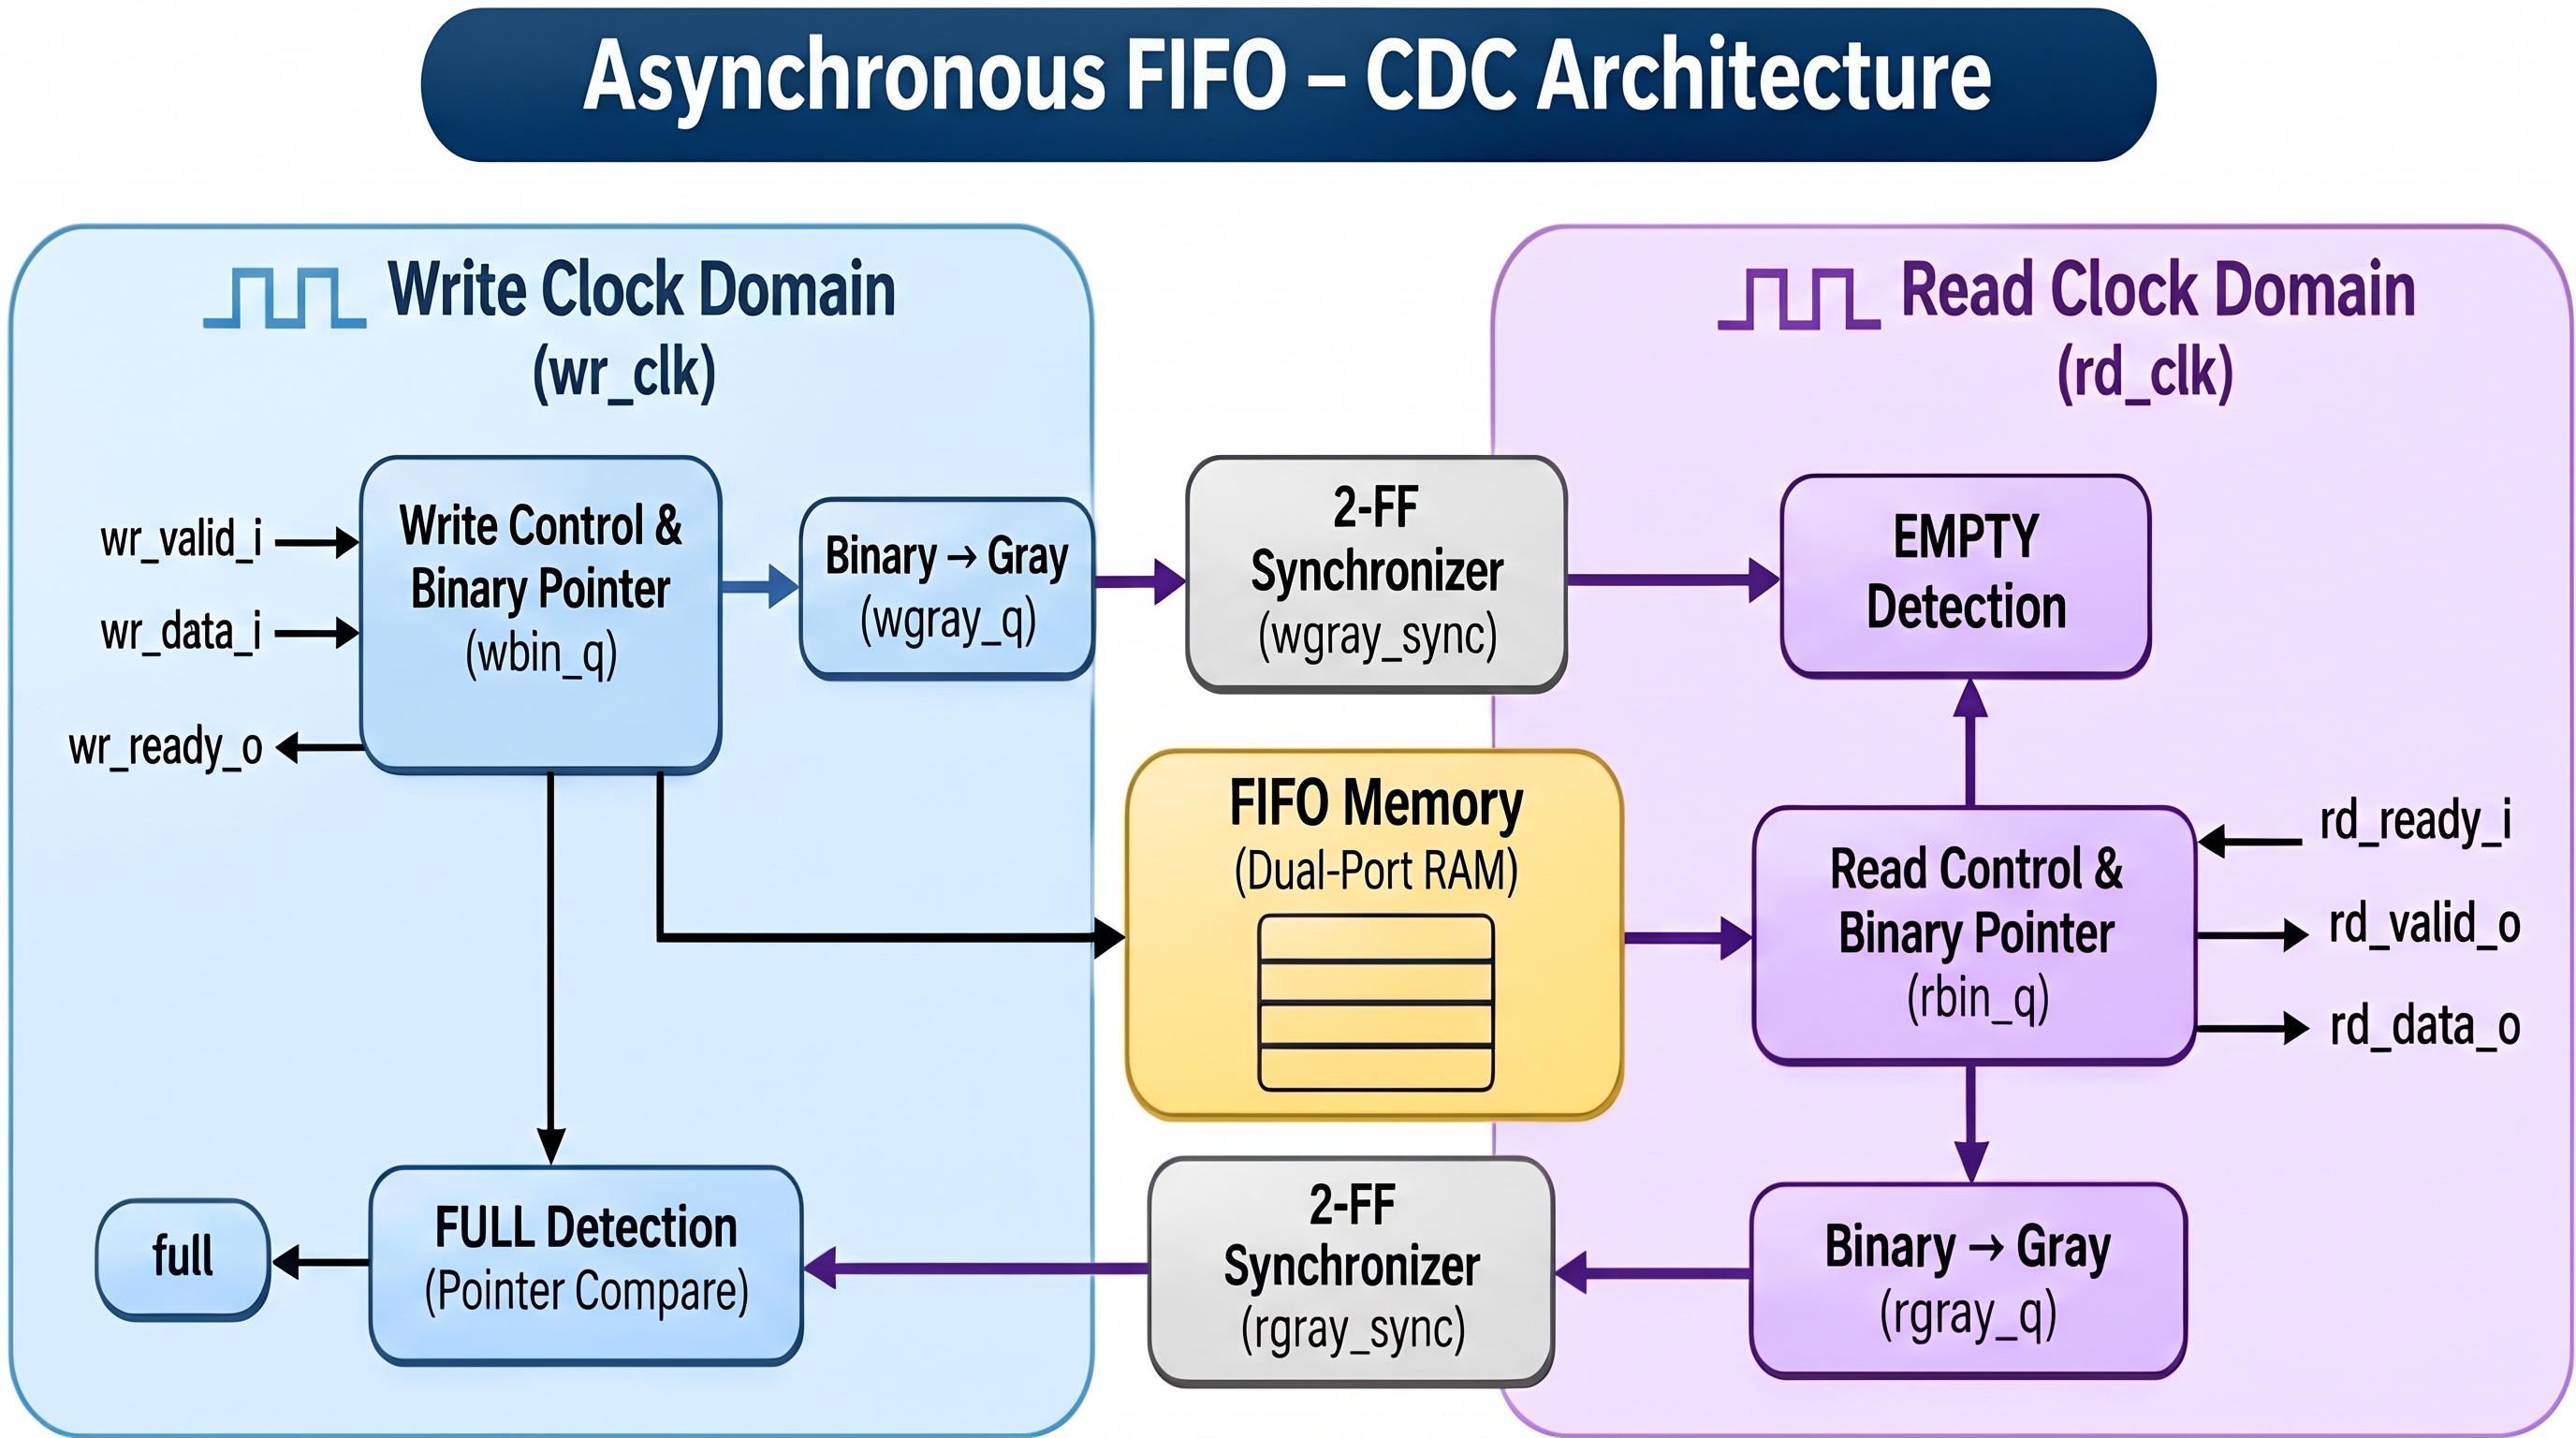 Asynchronous FIFO – CDC Architecture
Write Clock Domain
(wr_clk)
Read Clock Domain
(rd_clk)
wr_valid_i
wr_data_i
wr_ready_o
Write Control &
Binary Pointer
(wbin_q)
Binary → Gray
(wgray_q)
2-FF
Synchronizer
(wgray_sync)
EMPTY
Detection
FIFO Memory
(Dual-Port RAM)
Read Control &
Binary Pointer
(rbin_q)
rd_ready_i
rd_valid_o
rd_data_o
full
FULL Detection
(Pointer Compare)
2-FF
Synchronizer
(rgray_sync)
Binary → Gray
(rgray_q)